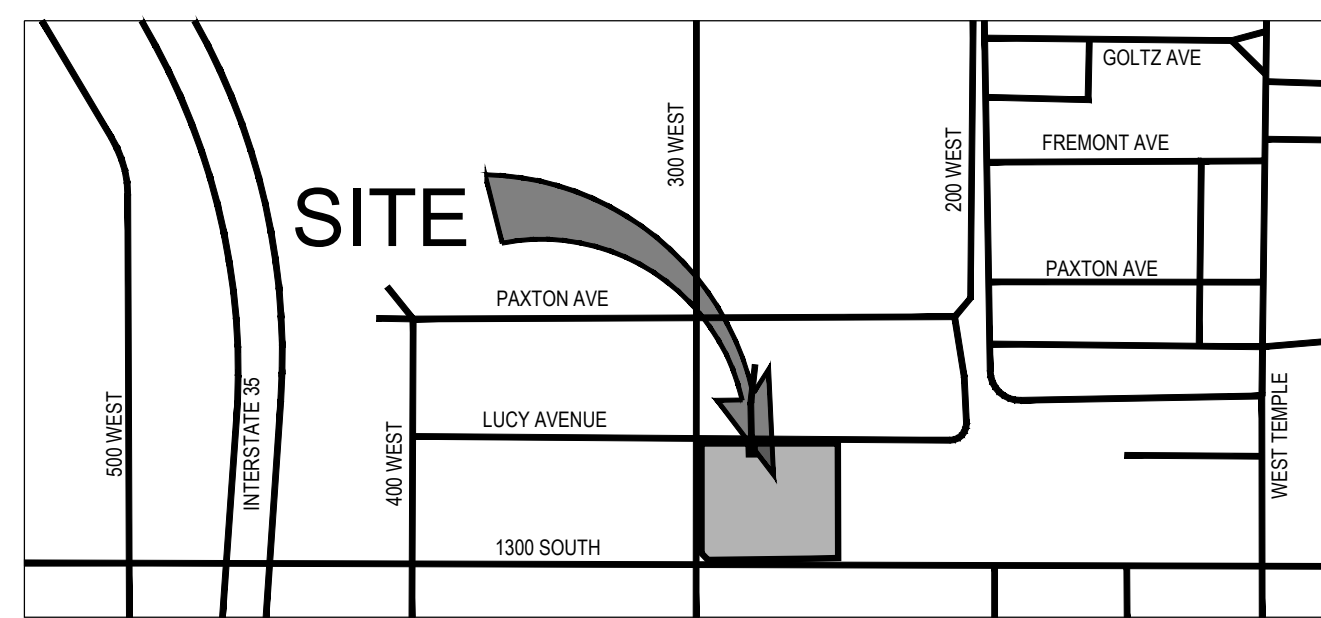 GOLTZ AVE
FREMONT AVE
300 WEST
200 WEST
SITE
PAXTON AVE
PAXTON AVE
LUCY AVENUE
500 WEST
INTERSTATE 35
400 WEST
WEST TEMPLE
1300 SOUTH